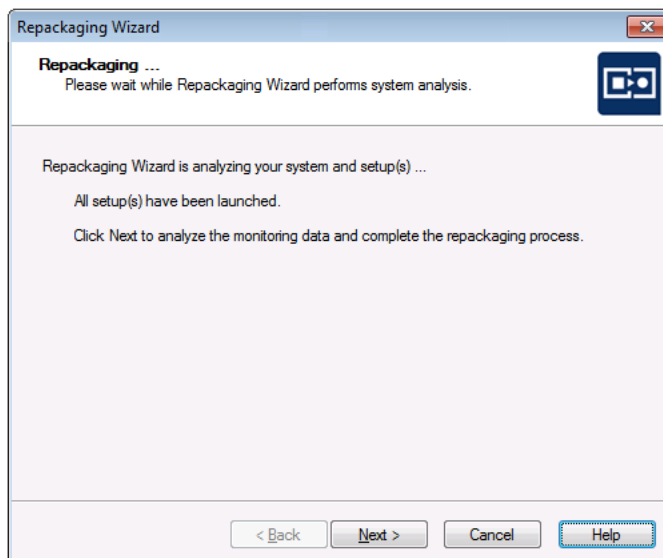 Repackaging Wizard
Repackaging ...
Please wait while Repackaging Wizard performs system analysis.
Repackaging Wizard is analyzing your system and setup(s) ...
All setup(s) have been launched.
Click Next to analyze the monitoring data and complete the repackaging process.
< Back
Next >
Cancel
Help